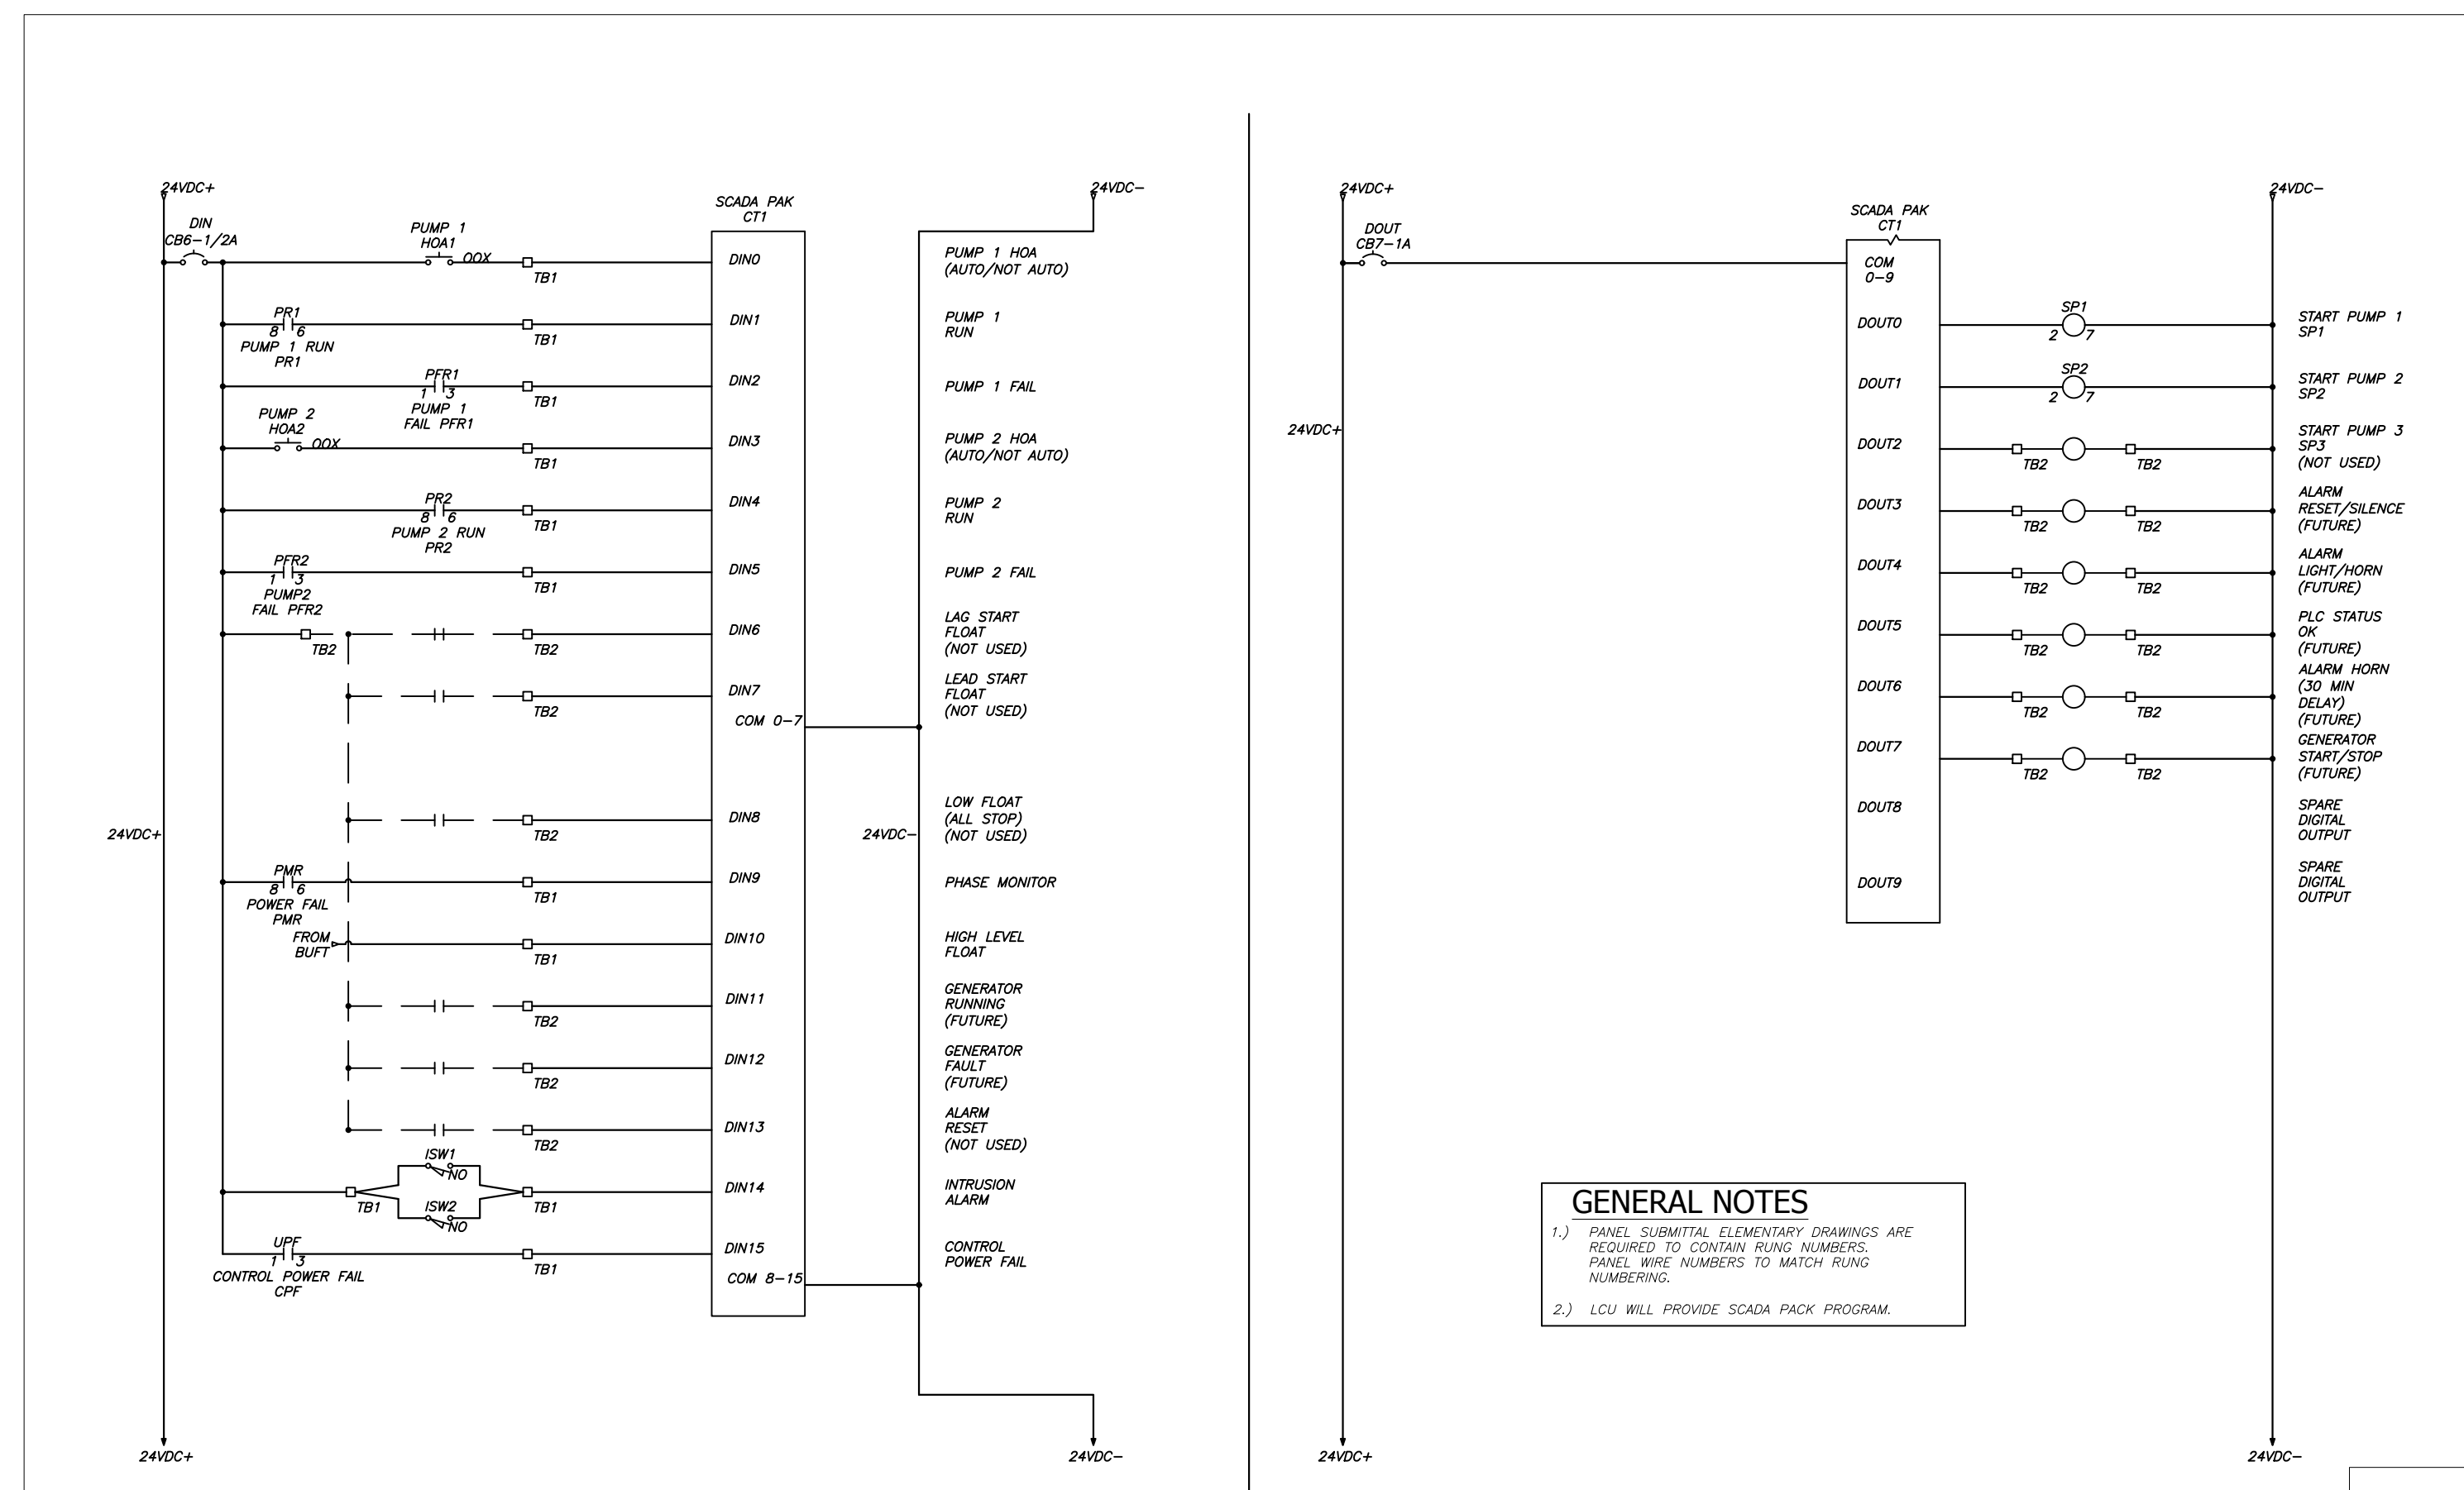 24VDC+
DIN
CB6-1/2A
PUMP 1
HOA1
OOX
TB1
PR1
8 6
PUMP 1 RUN
PR1
TB1
PFR1
1 3
PUMP 1
FAIL PFR1
TB1
PUMP 2
HOA2
OOX
TB1
PR2
8 6
PUMP 2 RUN
PR2
TB1
PFR2
1 3
PUMP2
FAIL PFR2
TB1
TB2
TB2
TB2
24VDC+
TB2
PMR
8 6
POWER FAIL
PMR
TB1
FROM
BUFT
TB1
TB2
TB2
TB2
ISW1
NO
TB1
ISW2
NO
TB1
UPF
1 3
CONTROL POWER FAIL
CPF
TB1
24VDC+
SCADA PAK
CT1
DIN0
DIN1
DIN2
DIN3
DIN4
DIN5
DIN6
DIN7
COM 0-7
DIN8
DIN9
DIN10
DIN11
DIN12
DIN13
DIN14
DIN15
COM 8-15
24VDC-
24VDC-
24VDC-
PUMP 1 HOA
(AUTO/NOT AUTO)
PUMP 1
RUN
PUMP 1 FAIL
PUMP 2 HOA
(AUTO/NOT AUTO)
PUMP 2
RUN
PUMP 2 FAIL
LAG START
FLOAT
(NOT USED)
LEAD START
FLOAT
(NOT USED)
LOW FLOAT
(ALL STOP)
(NOT USED)
PHASE MONITOR
HIGH LEVEL
FLOAT
GENERATOR
RUNNING
(FUTURE)
GENERATOR
FAULT
(FUTURE)
ALARM
RESET
(NOT USED)
INTRUSION
ALARM
CONTROL
POWER FAIL
24VDC+
DOUT
CB7-1A
24VDC+
24VDC+
SCADA PAK
CT1
COM
0-9
DOUT0
DOUT1
DOUT2
DOUT3
DOUT4
DOUT5
DOUT6
DOUT7
DOUT8
DOUT9
SP1
2 7
SP2
2 7
TB2 TB2
TB2 TB2
TB2 TB2
TB2 TB2
TB2 TB2
TB2 TB2
24VDC-
24VDC-
START PUMP 1
SP1
START PUMP 2
SP2
START PUMP 3
SP3
(NOT USED)
ALARM
RESET/SILENCE
(FUTURE)
ALARM
LIGHT/HORN
(FUTURE)
PLC STATUS
OK
(FUTURE)
ALARM HORN
(30 MIN
DELAY)
(FUTURE)
GENERATOR
START/STOP
(FUTURE)
SPARE
DIGITAL
OUTPUT
SPARE
DIGITAL
OUTPUT
GENERAL NOTES
1.) PANEL SUBMITTAL ELEMENTARY DRAWINGS ARE
REQUIRED TO CONTAIN RUNG NUMBERS.
PANEL WIRE NUMBERS TO MATCH RUNG
NUMBERING.
2.) LCU WILL PROVIDE SCADA PACK PROGRAM.